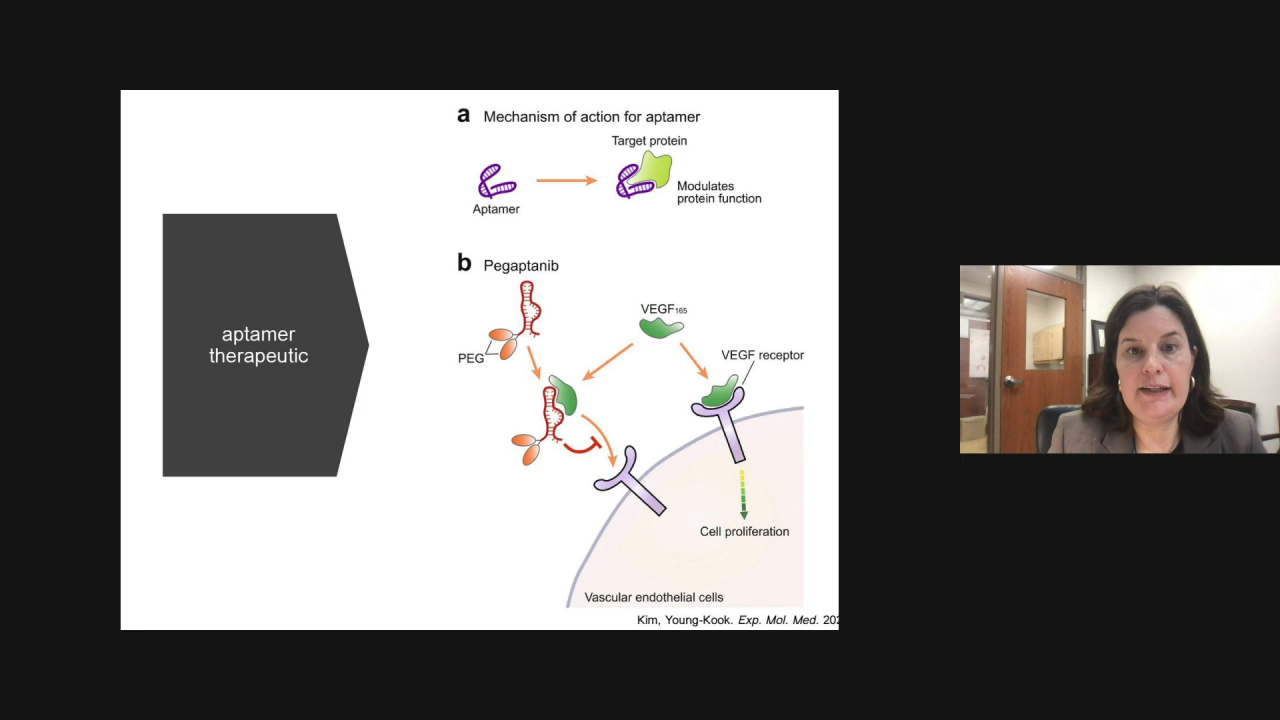 aptamer
therapeutic
a Mechanism of action for aptamer
Target protein
Aptamer
Modulates
protein function
b Pegaptanib
VEGF165
PEG
VEGF receptor
Cell proliferation
Vascular endothelial cells
Kim, Young-Kook. Exp. Mol. Med.